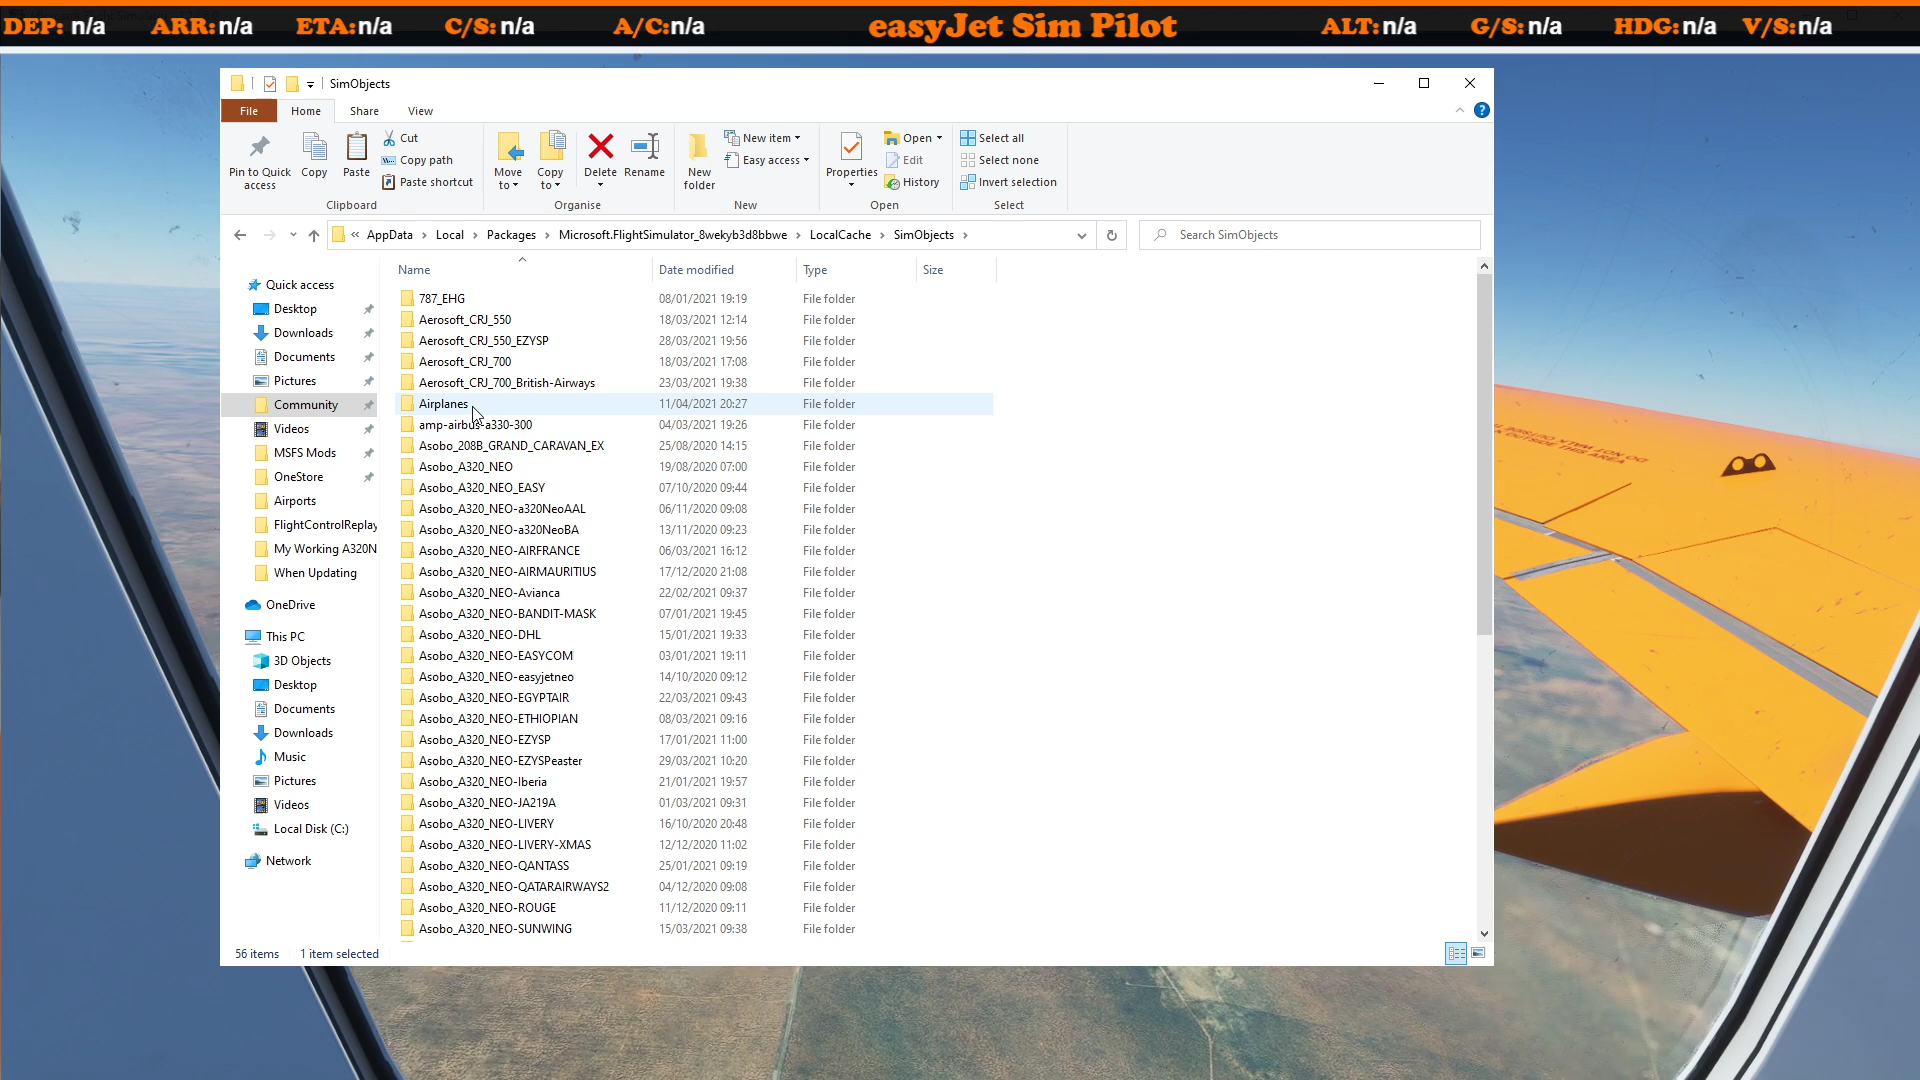 DEP: n/a ARR:n/a ETA:n/a C/S:n/a A/C:n/a easyJet Sim Pilot ALT:n/a G/S:n/a HDG:n/a V/S:n/a
SimObjects
File Home Share View
Pin to Quick access
Copy
Paste
Cut
Copy path
Paste shortcut
Clipboard
Move to
Copy to
Delete
Rename
Organise
New folder
New item
Easy access
New
Properties
Open
Edit
History
Open
Select all
Select none
Invert selection
Select
« AppData › Local › Packages › Microsoft.FlightSimulator_8wekyb3d8bbwe › LocalCache › SimObjects ›
Search SimObjects
Quick access
Desktop
Downloads
Documents
Pictures
Community
Videos
MSFS Mods
OneStore
Airports
FlightControlReplay
My Working A320N
When Updating
OneDrive
This PC
3D Objects
Desktop
Documents
Downloads
Music
Pictures
Videos
Local Disk (C:)
Network
Name Date modified Type Size
787_EHG 08/01/2021 19:19 File folder
Aerosoft_CRJ_550 18/03/2021 12:14 File folder
Aerosoft_CRJ_550_EZYSP 28/03/2021 19:56 File folder
Aerosoft_CRJ_700 18/03/2021 17:08 File folder
Aerosoft_CRJ_700_British-Airways 23/03/2021 19:38 File folder
Airplanes 11/04/2021 20:27 File folder
amp-airbus-a330-300 04/03/2021 19:26 File folder
Asobo_208B_GRAND_CARAVAN_EX 25/08/2020 14:15 File folder
Asobo_A320_NEO 19/08/2020 07:00 File folder
Asobo_A320_NEO_EASY 07/10/2020 09:44 File folder
Asobo_A320_NEO-a320NeoAAL 06/11/2020 09:08 File folder
Asobo_A320_NEO-a320NeoBA 13/11/2020 09:23 File folder
Asobo_A320_NEO-AIRFRANCE 06/03/2021 16:12 File folder
Asobo_A320_NEO-AIRMAURITIUS 17/12/2020 21:08 File folder
Asobo_A320_NEO-Avianca 22/02/2021 09:37 File folder
Asobo_A320_NEO-BANDIT-MASK 07/01/2021 19:45 File folder
Asobo_A320_NEO-DHL 15/01/2021 19:33 File folder
Asobo_A320_NEO-EASYCOM 03/01/2021 19:11 File folder
Asobo_A320_NEO-easyjetneo 14/10/2020 09:12 File folder
Asobo_A320_NEO-EGYPTAIR 22/03/2021 09:43 File folder
Asobo_A320_NEO-ETHIOPIAN 08/03/2021 09:16 File folder
Asobo_A320_NEO-EZYSP 17/01/2021 11:00 File folder
Asobo_A320_NEO-EZYSPeaster 29/03/2021 10:20 File folder
Asobo_A320_NEO-Iberia 21/01/2021 19:57 File folder
Asobo_A320_NEO-JA219A 01/03/2021 09:31 File folder
Asobo_A320_NEO-LIVERY 16/10/2020 20:48 File folder
Asobo_A320_NEO-LIVERY-XMAS 12/12/2020 11:02 File folder
Asobo_A320_NEO-QANTASS 25/01/2021 09:19 File folder
Asobo_A320_NEO-QATARAIRWAYS2 04/12/2020 09:08 File folder
Asobo_A320_NEO-ROUGE 11/12/2020 09:11 File folder
Asobo_A320_NEO-SUNWING 15/03/2021 09:38 File folder
56 items 1 item selected